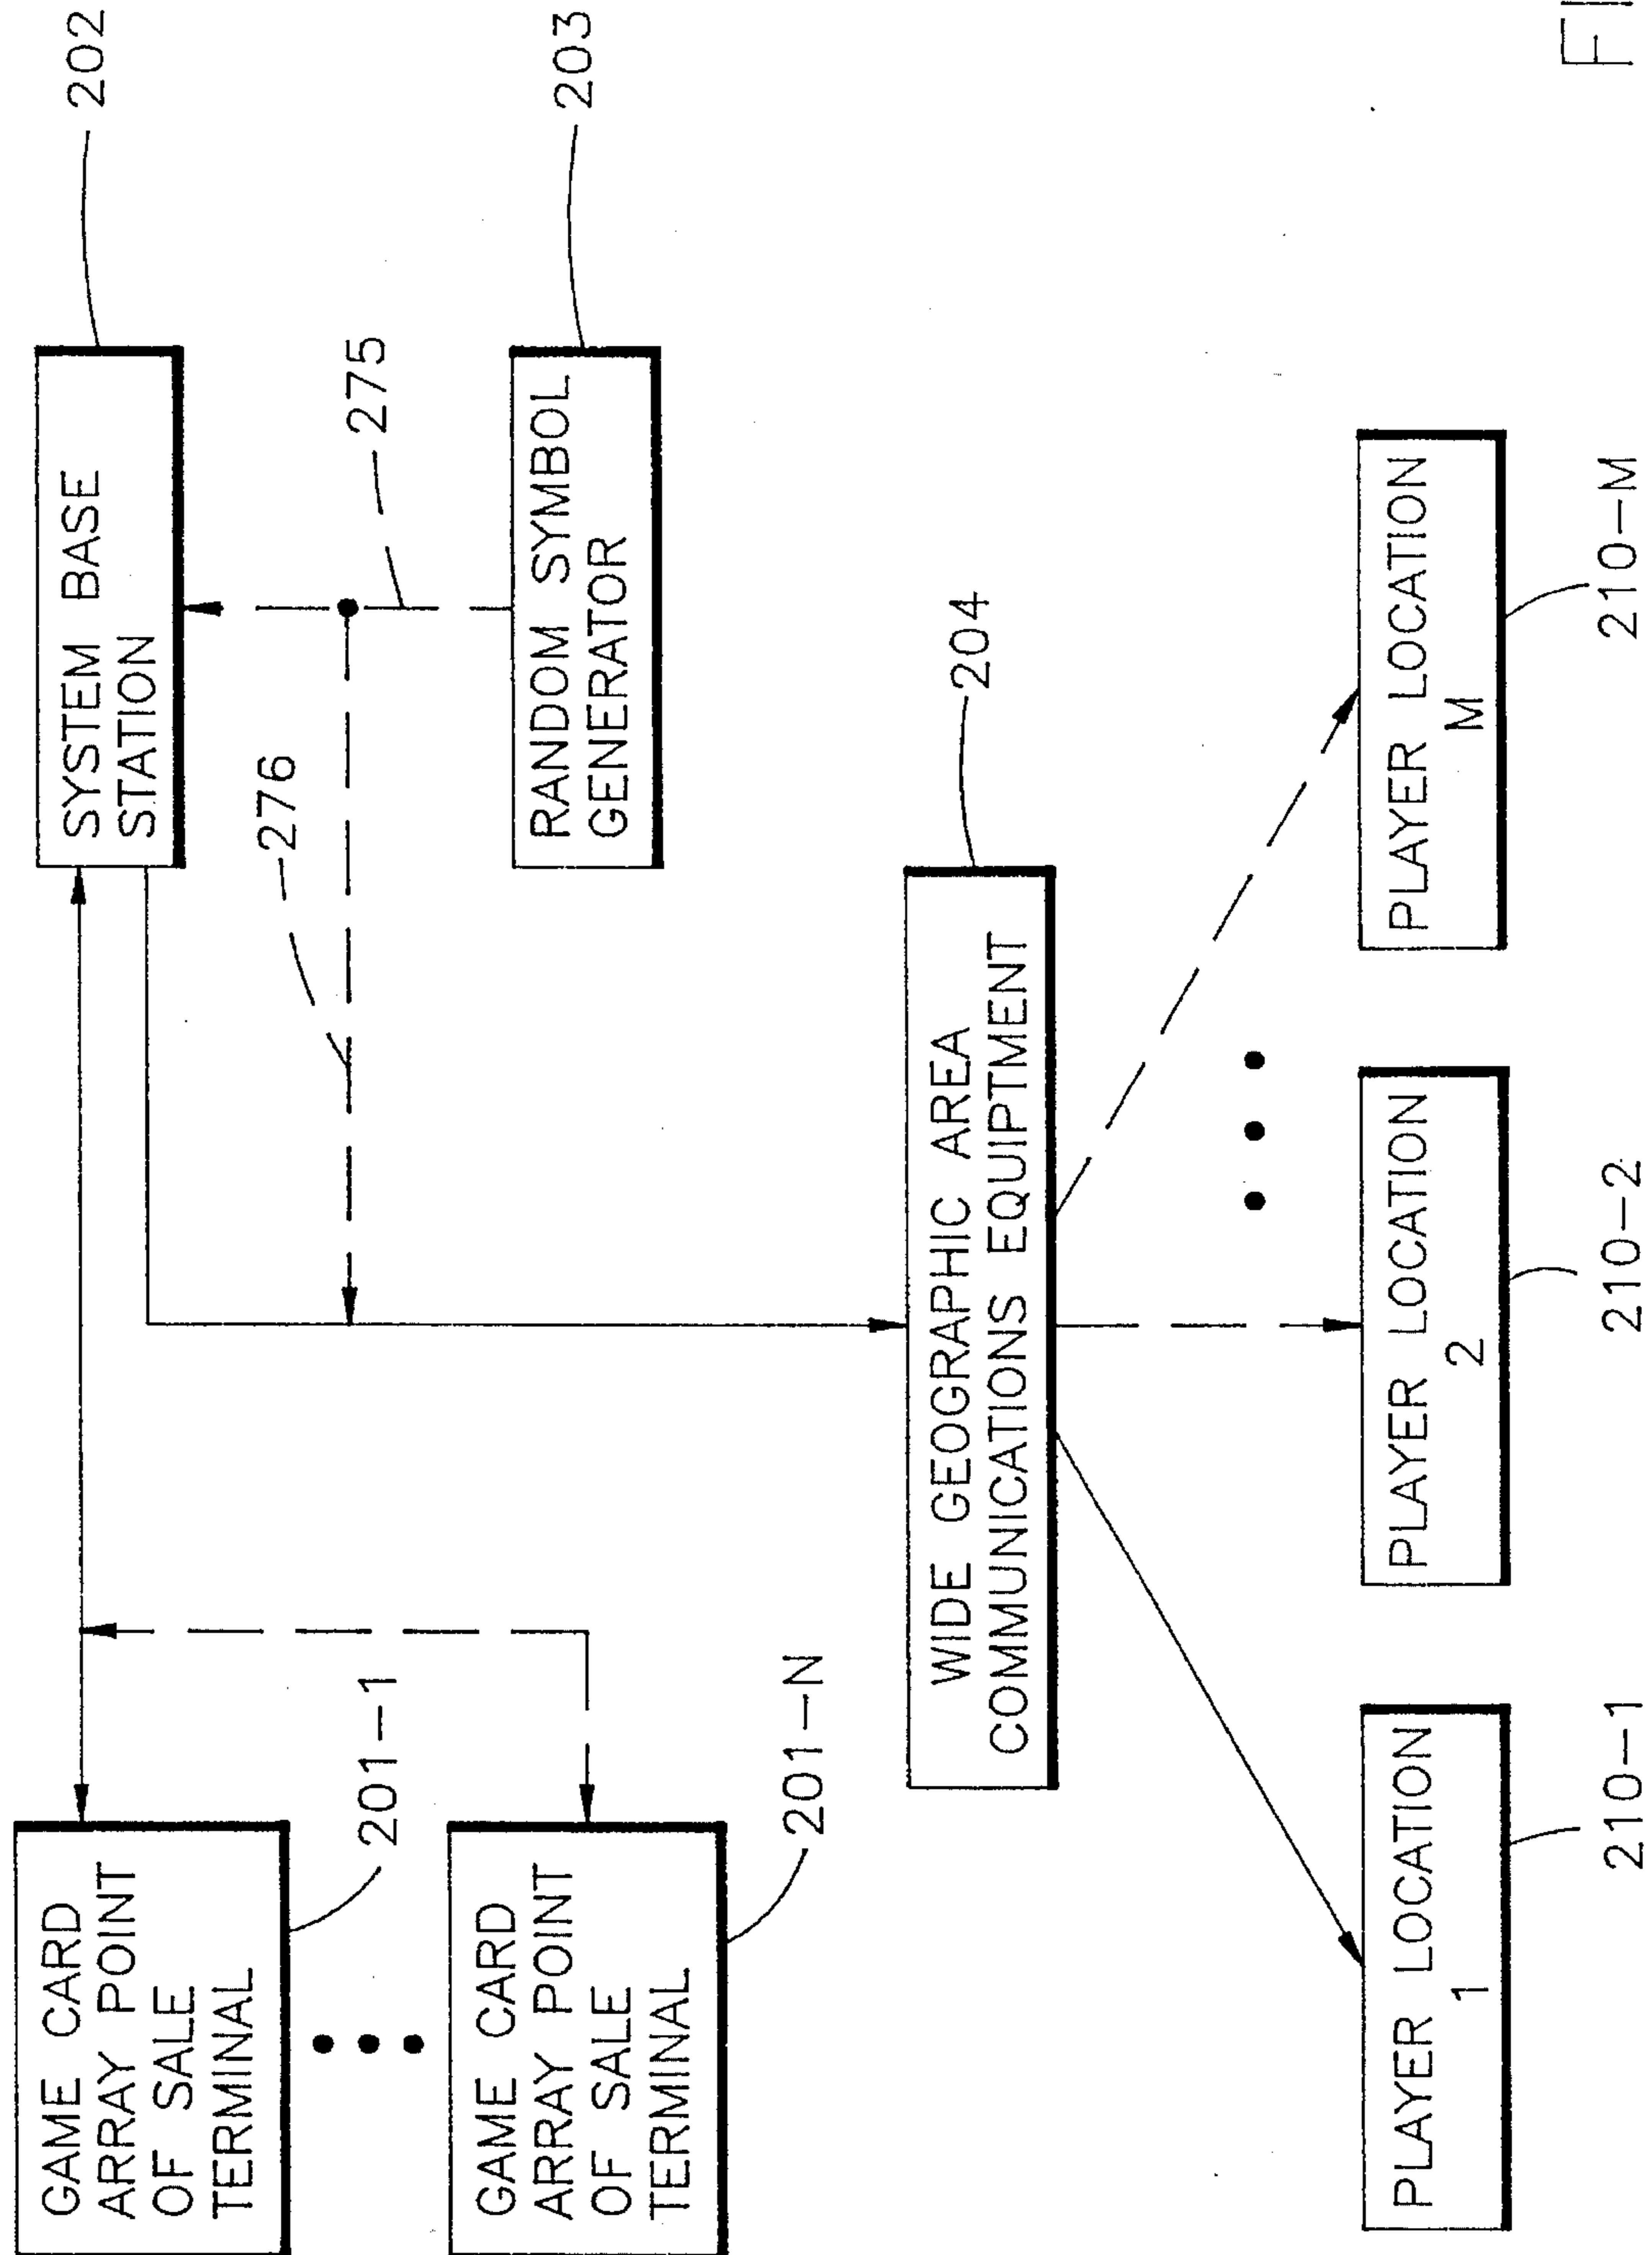 GAME CARD
ARRAY POINT
OF SALE
TERMINAL
201-1
GAME CARD
ARRAY POINT
OF SALE
TERMINAL
201-N
SYSTEM BASE
STATION
202
276
275
RANDOM SYMBOL
GENERATOR
203
WIDE GEOGRAPHIC AREA
COMMUNICATIONS EQUIPTMENT
204
PLAYER LOCATION
1
210-1
PLAYER LOCATION
2
210-2
PLAYER LOCATION
M
210-M